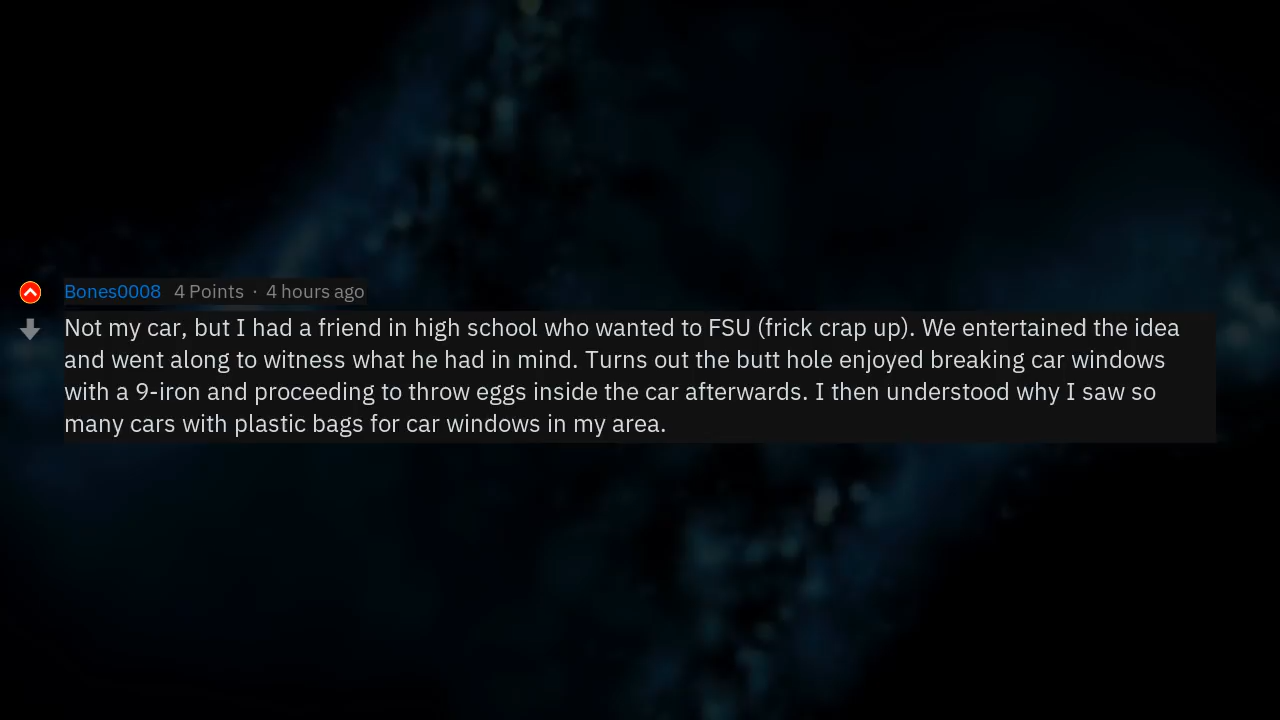 Bones0008 4 Points · 4 hours ago
Not my car, but I had a friend in high school who wanted to FSU (frick crap up). We entertained the idea
and went along to witness what he had in mind. Turns out the butt hole enjoyed breaking car windows
with a 9-iron and proceeding to throw eggs inside the car afterwards. I then understood why I saw so
many cars with plastic bags for car windows in my area.